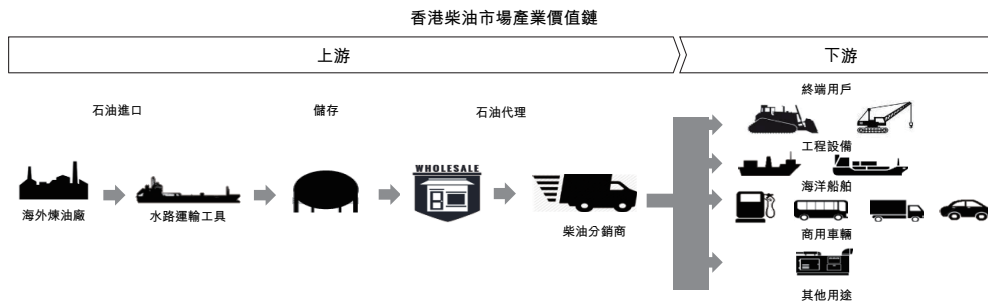 香港柴油市場產業價值鏈
上游
下游
石油進口
儲存
石油代理
終端用戶
WHOLESALE
工程設備
海外煉油廠
水路運輸工具
柴油分銷商
海洋船舶
商用車輛
其他用途